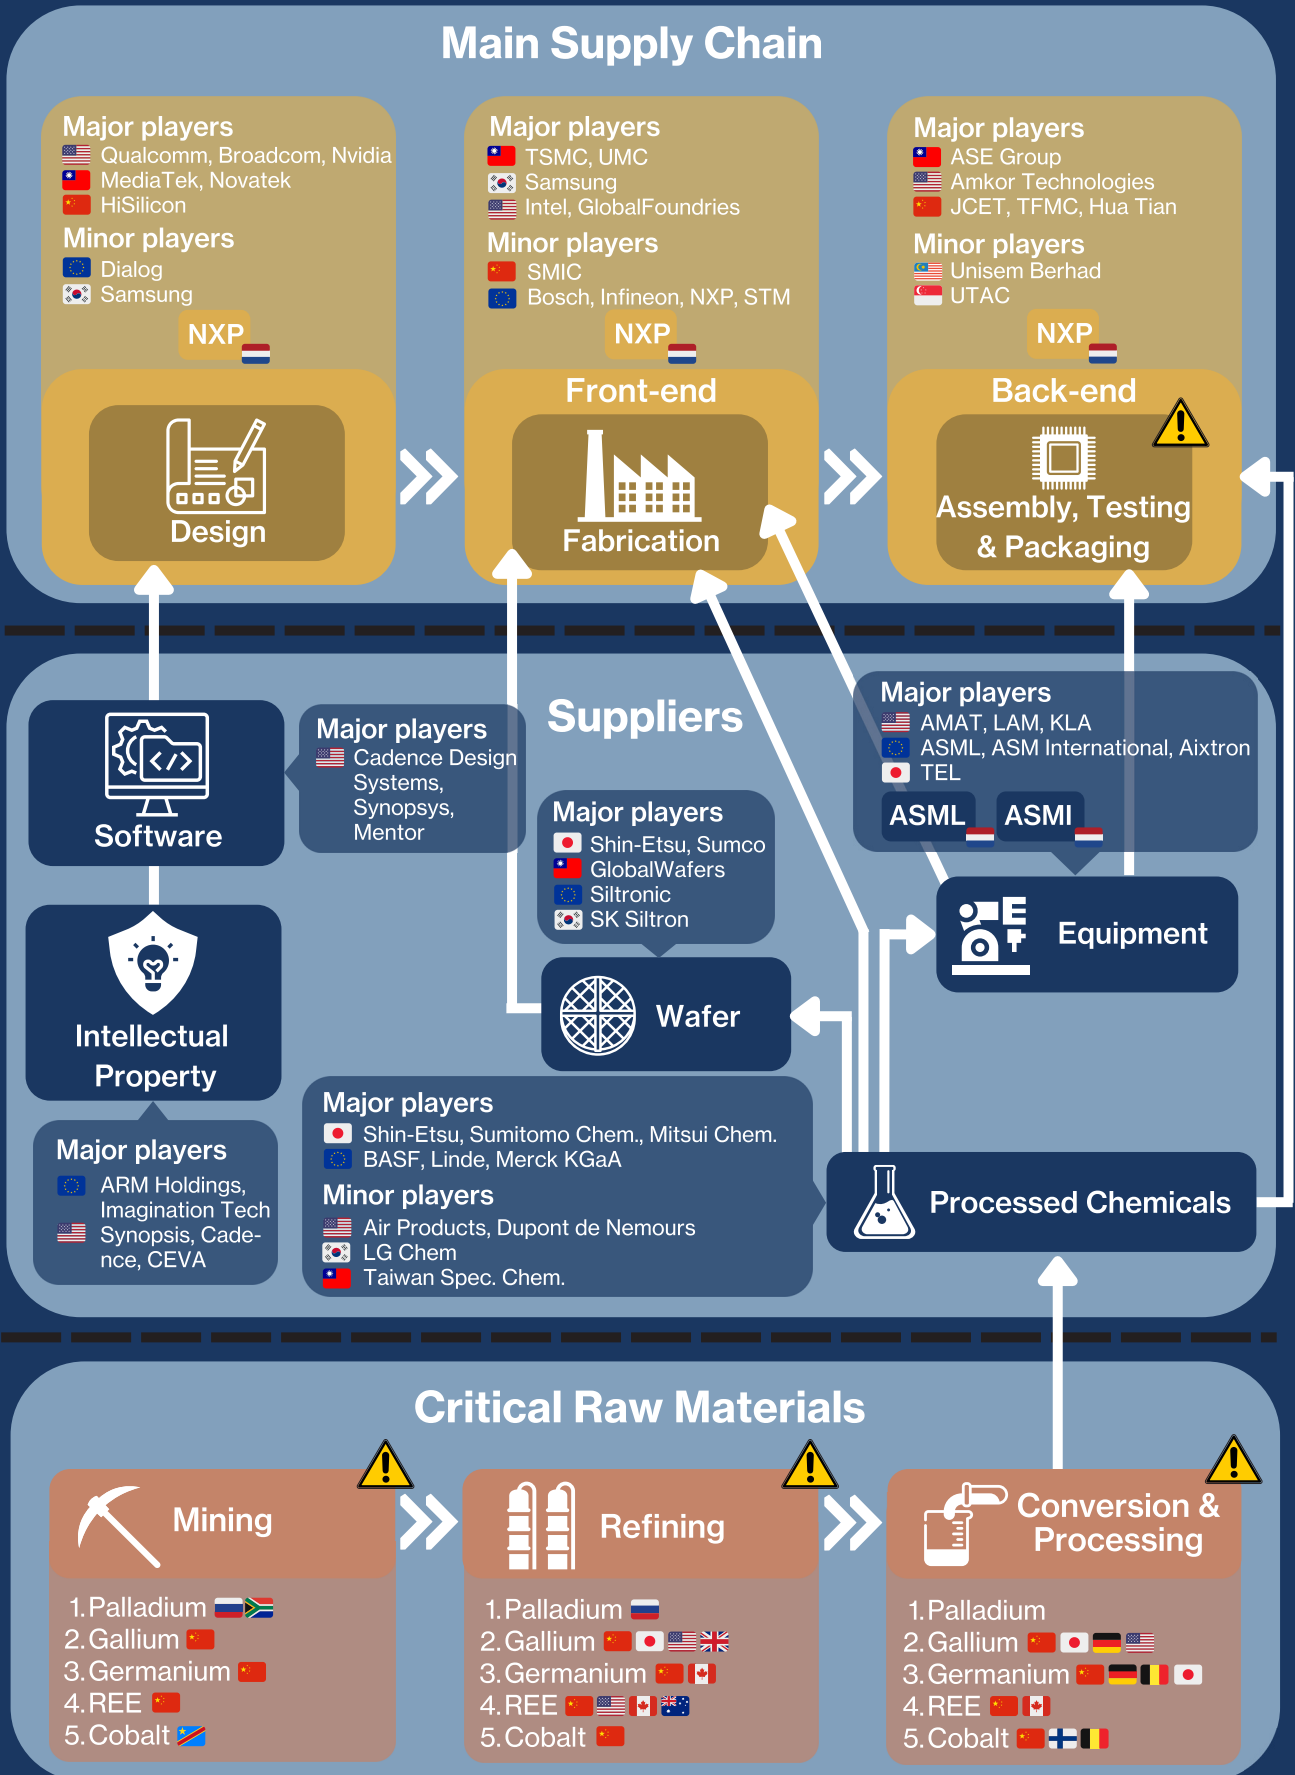 Main Supply Chain
Major players
Qualcomm, Broadcom, Nvidia
MediaTek, Novatek
HiSilicon
Minor players
Dialog
Samsung
NXP
Design
Major players
TSMC, UMC
Samsung
Intel, GlobalFoundries
Minor players
SMIC
Bosch, Infineon, NXP, STM
NXP
Front-end
Fabrication
Major players
ASE Group
Amkor Technologies
JCET, TFMC, Hua Tian
Minor players
Unisem Berhad
UTAC
NXP
Back-end
Assembly, Testing
& Packaging
Suppliers
Software
Major players
Cadence Design
Systems,
Synopsys,
Mentor
Intellectual
Property
Major players
ARM Holdings,
Imagination Tech
Synopsis, Cade-
nce, CEVA
Major players
Shin-Etsu, Sumco
GlobalWafers
Siltronic
SK Siltron
Wafer
Major players
AMAT, LAM, KLA
ASML, ASM International, Aixtron
TEL
ASML
ASMI
Equipment
Major players
Shin-Etsu, Sumitomo Chem., Mitsui Chem.
BASF, Linde, Merck KGaA
Minor players
Air Products, Dupont de Nemours
LG Chem
Taiwan Spec. Chem.
Processed Chemicals
Critical Raw Materials
Mining
1. Palladium
2. Gallium
3. Germanium
4. REE
5. Cobalt
Refining
1. Palladium
2. Gallium
3. Germanium
4. REE
5. Cobalt
Conversion &
Processing
1. Palladium
2. Gallium
3. Germanium
4. REE
5. Cobalt